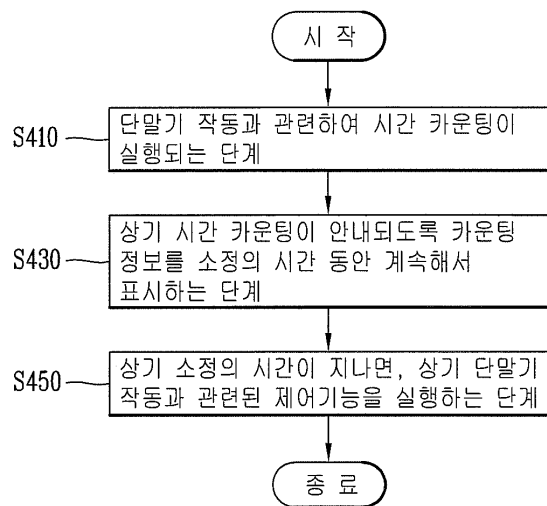 시 작
S410
단말기 작동과 관련하여 시간 카운팅이
실행되는 단계
S430
상기 시간 카운팅이 안내되도록 카운팅
정보를 소정의 시간 동안 계속해서
표시하는 단계
S450
상기 소정의 시간이 지나면, 상기 단말기
작동과 관련된 제어기능을 실행하는 단계
종 료